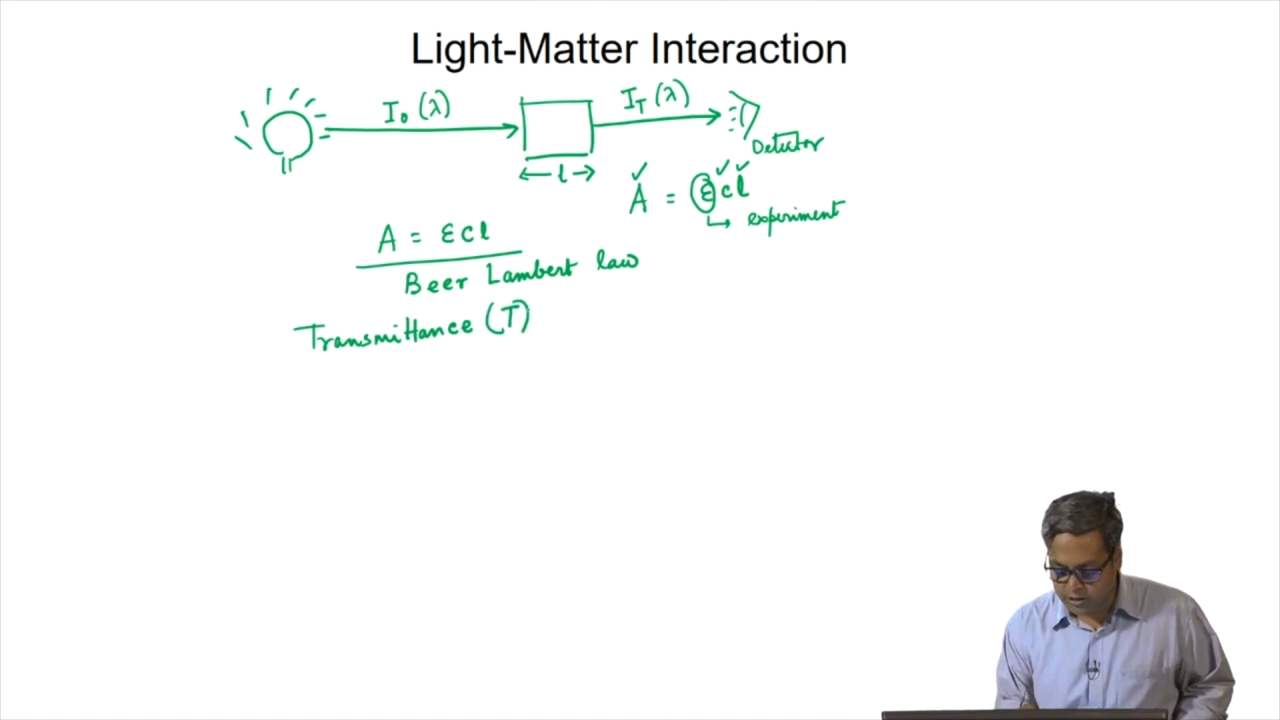 Light-Matter Interaction
I₀ (λ)
I_T (λ)
Detector
l
A = εcl
↳ experiment
A = εcl
Beer Lambert law
Transmittance (T)